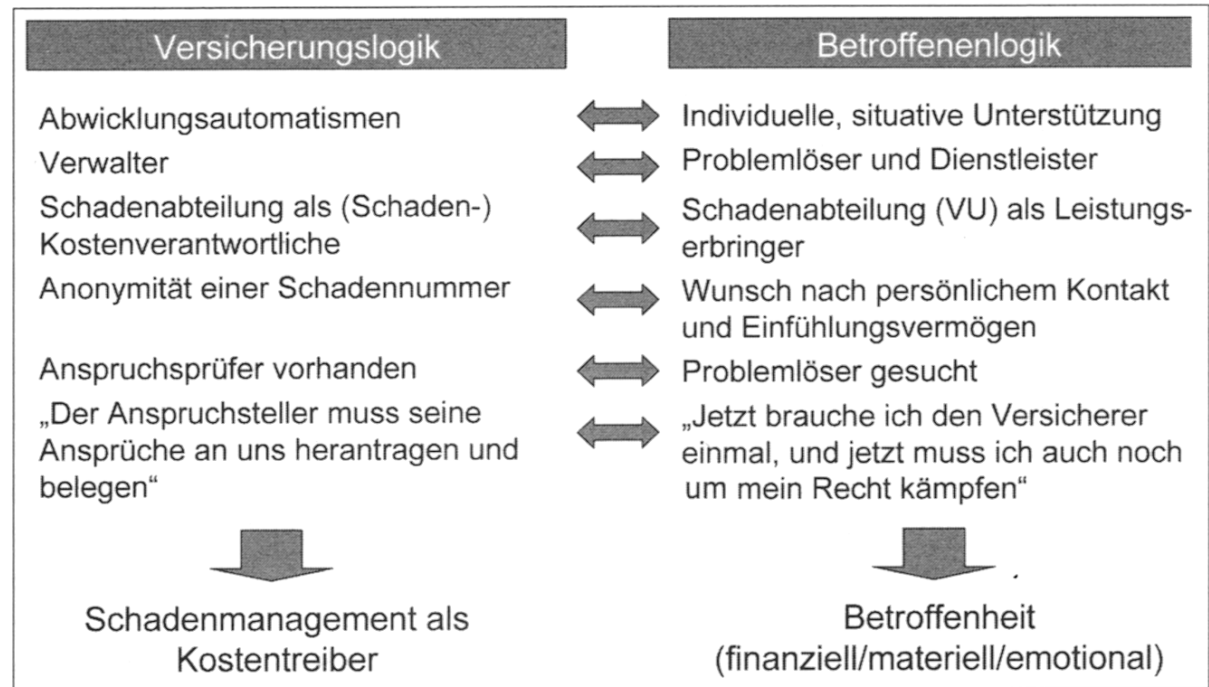 Versicherungslogik
Betroffenenlogik
Abwicklungsautomatismen
Individuelle, situative Unterstützung
Verwalter
Problemlöser und Dienstleister
Schadenabteilung als (Schaden-)
Kostenverantwortliche
Schadenabteilung (VU) als Leistungs-
erbringer
Anonymität einer Schadennummer
Wunsch nach persönlichem Kontakt
und Einfühlungsvermögen
Anspruchsprüfer vorhanden
Problemlöser gesucht
„Der Anspruchsteller muss seine
Ansprüche an uns herantragen und
belegen“
„Jetzt brauche ich den Versicherer
einmal, und jetzt muss ich auch noch
um mein Recht kämpfen“
Schadenmanagement als
Kostentreiber
Betroffenheit
(finanziell/materiell/emotional)